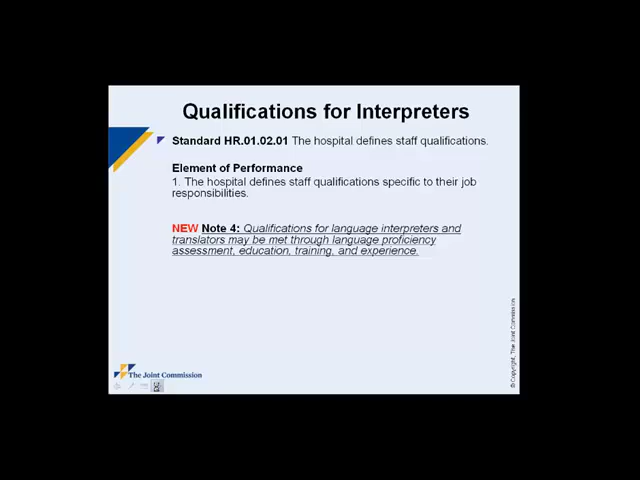 Qualifications for Interpreters
Standard HR.01.02.01 The hospital defines staff qualifications.
Element of Performance
1. The hospital defines staff qualifications specific to their job
responsibilities.
NEW Note 4: Qualifications for language interpreters and
translators may be met through language proficiency
assessment, education, training, and experience.
The Joint Commission
© Copyright, The Joint Commission